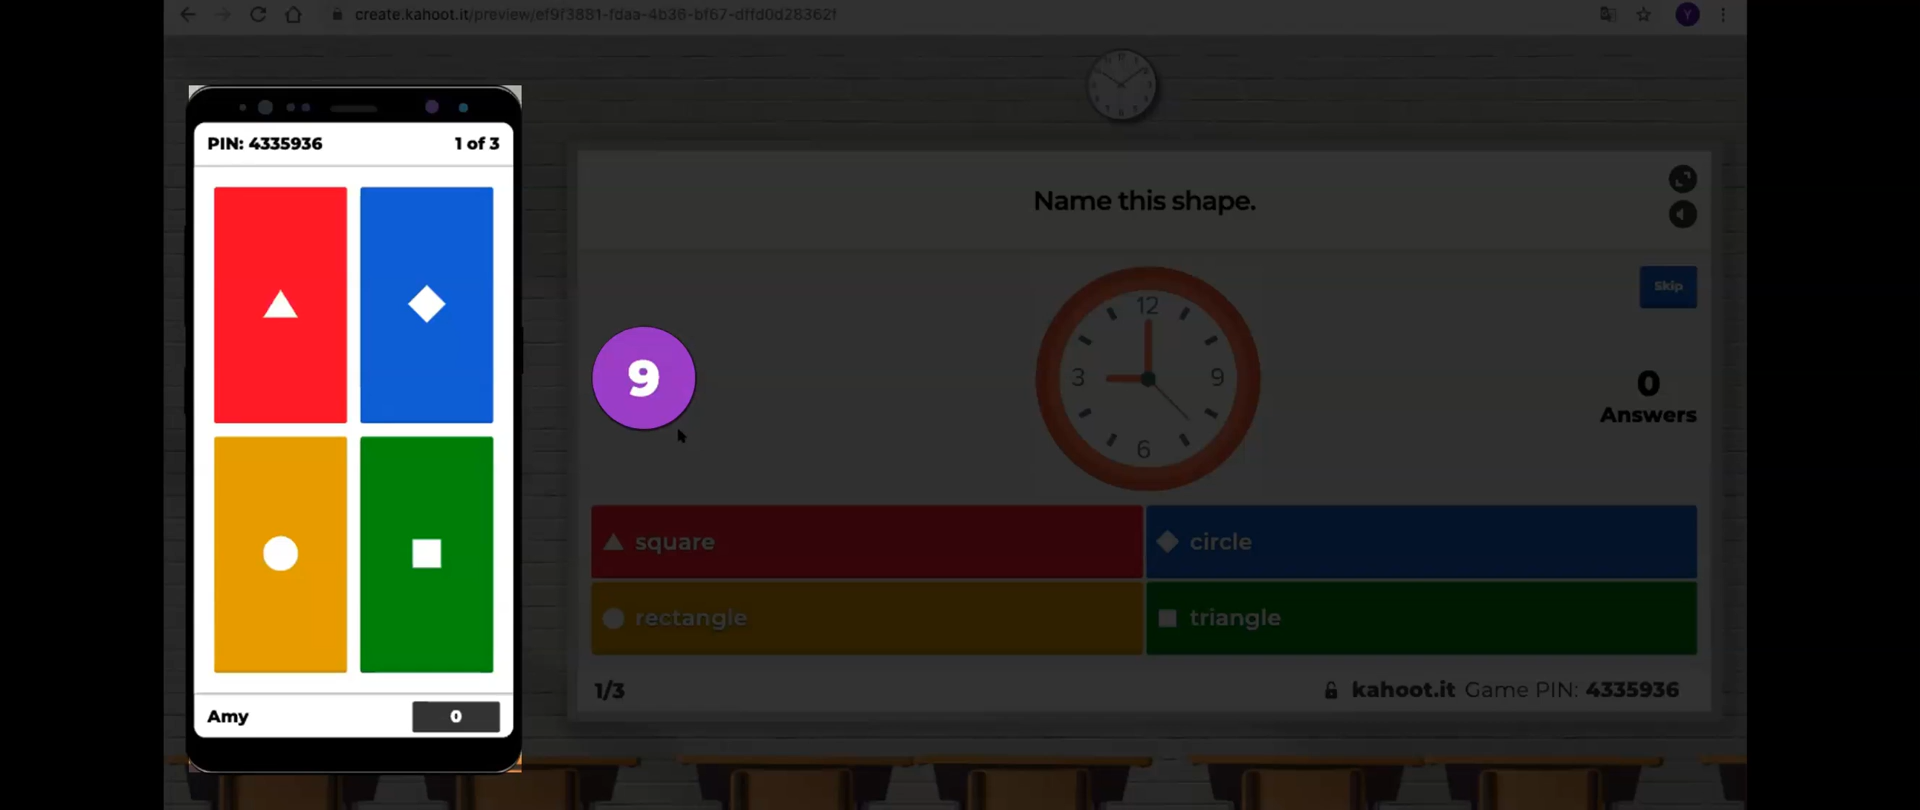 create.kahoot.it/preview/ef9f3881-fdaa-4b36-bf67-dffd0d28362f
Y
PIN: 4335936
1 of 3
Amy
0
Name this shape.
Skip
9
12
3
9
6
0
Answers
square
circle
rectangle
triangle
1/3
kahoot.it Game PIN: 4335936